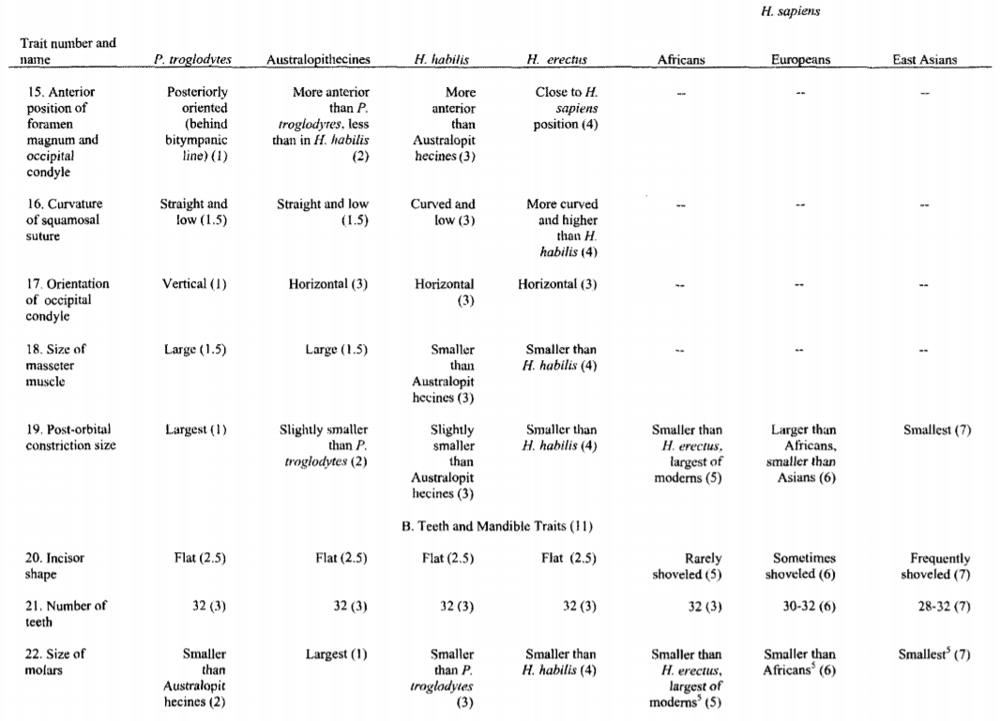 H. sapiens
Trait number and
name P. troglodytes Australopithecines H. habilis H. erectus Africans Europeans East Asians
15. Anterior Posteriorly More anterior More Close to H. -- -- --
position of oriented than P. anterior sapiens
foramen (behind troglodytes, less than position (4)
magnum and bitympanic than in H. habilis Australopit
occipital line) (1) (2) hecines (3)
condyle
16. Curvature Straight and Straight and low Curved and More curved -- -- --
of squamosal low (1.5) (1.5) low (3) and higher
suture than H.
habilis (4)
17. Orientation Vertical (1) Horizontal (3) Horizontal Horizontal (3) -- -- --
of occipital (3)
condyle
18. Size of Large (1.5) Large (1.5) Smaller Smaller than -- -- --
masseter than H. habilis (4)
muscle Australopit
hecines (3)
19. Post-orbital Largest (1) Slightly smaller Slightly Smaller than Smaller than Larger than Smallest (7)
constriction size than P. smaller H. habilis (4) H. erectus, Africans,
troglodytes (2) than largest of smaller than
Australopit moderns (5) Asians (6)
hecines (3)
B. Teeth and Mandible Traits (11)
20. Incisor Flat (2.5) Flat (2.5) Flat (2.5) Flat (2.5) Rarely Sometimes Frequently
shape shoveled (5) shoveled (6) shoveled (7)
21. Number of 32 (3) 32 (3) 32 (3) 32 (3) 32 (3) 30-32 (6) 28-32 (7)
teeth
22. Size of Smaller Largest (1) Smaller Smaller than Smaller than Smaller than Smallest⁵ (7)
molars than than P. H. habilis (4) H. erectus, Africans⁵ (6)
Australopit troglodytes largest of
hecines (2) (3) moderns⁵ (5)